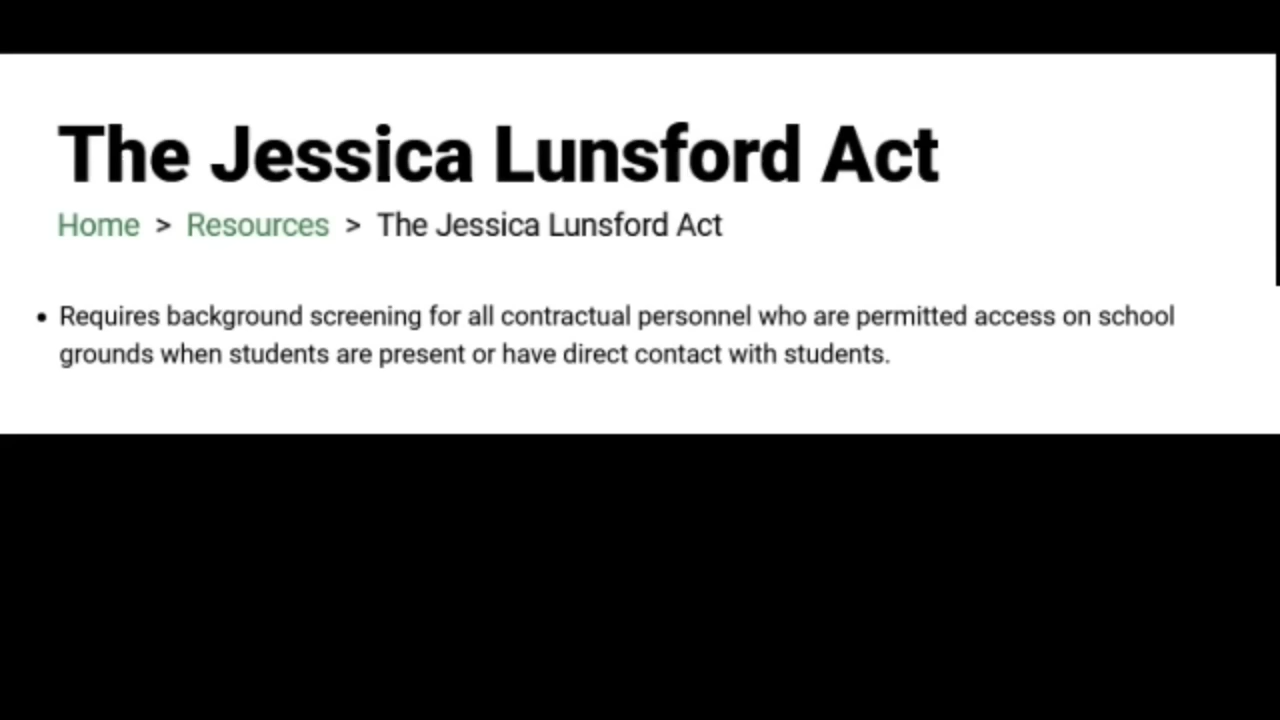 The Jessica Lunsford Act
Home > Resources > The Jessica Lunsford Act
• Requires background screening for all contractual personnel who are permitted access on school
grounds when students are present or have direct contact with students.